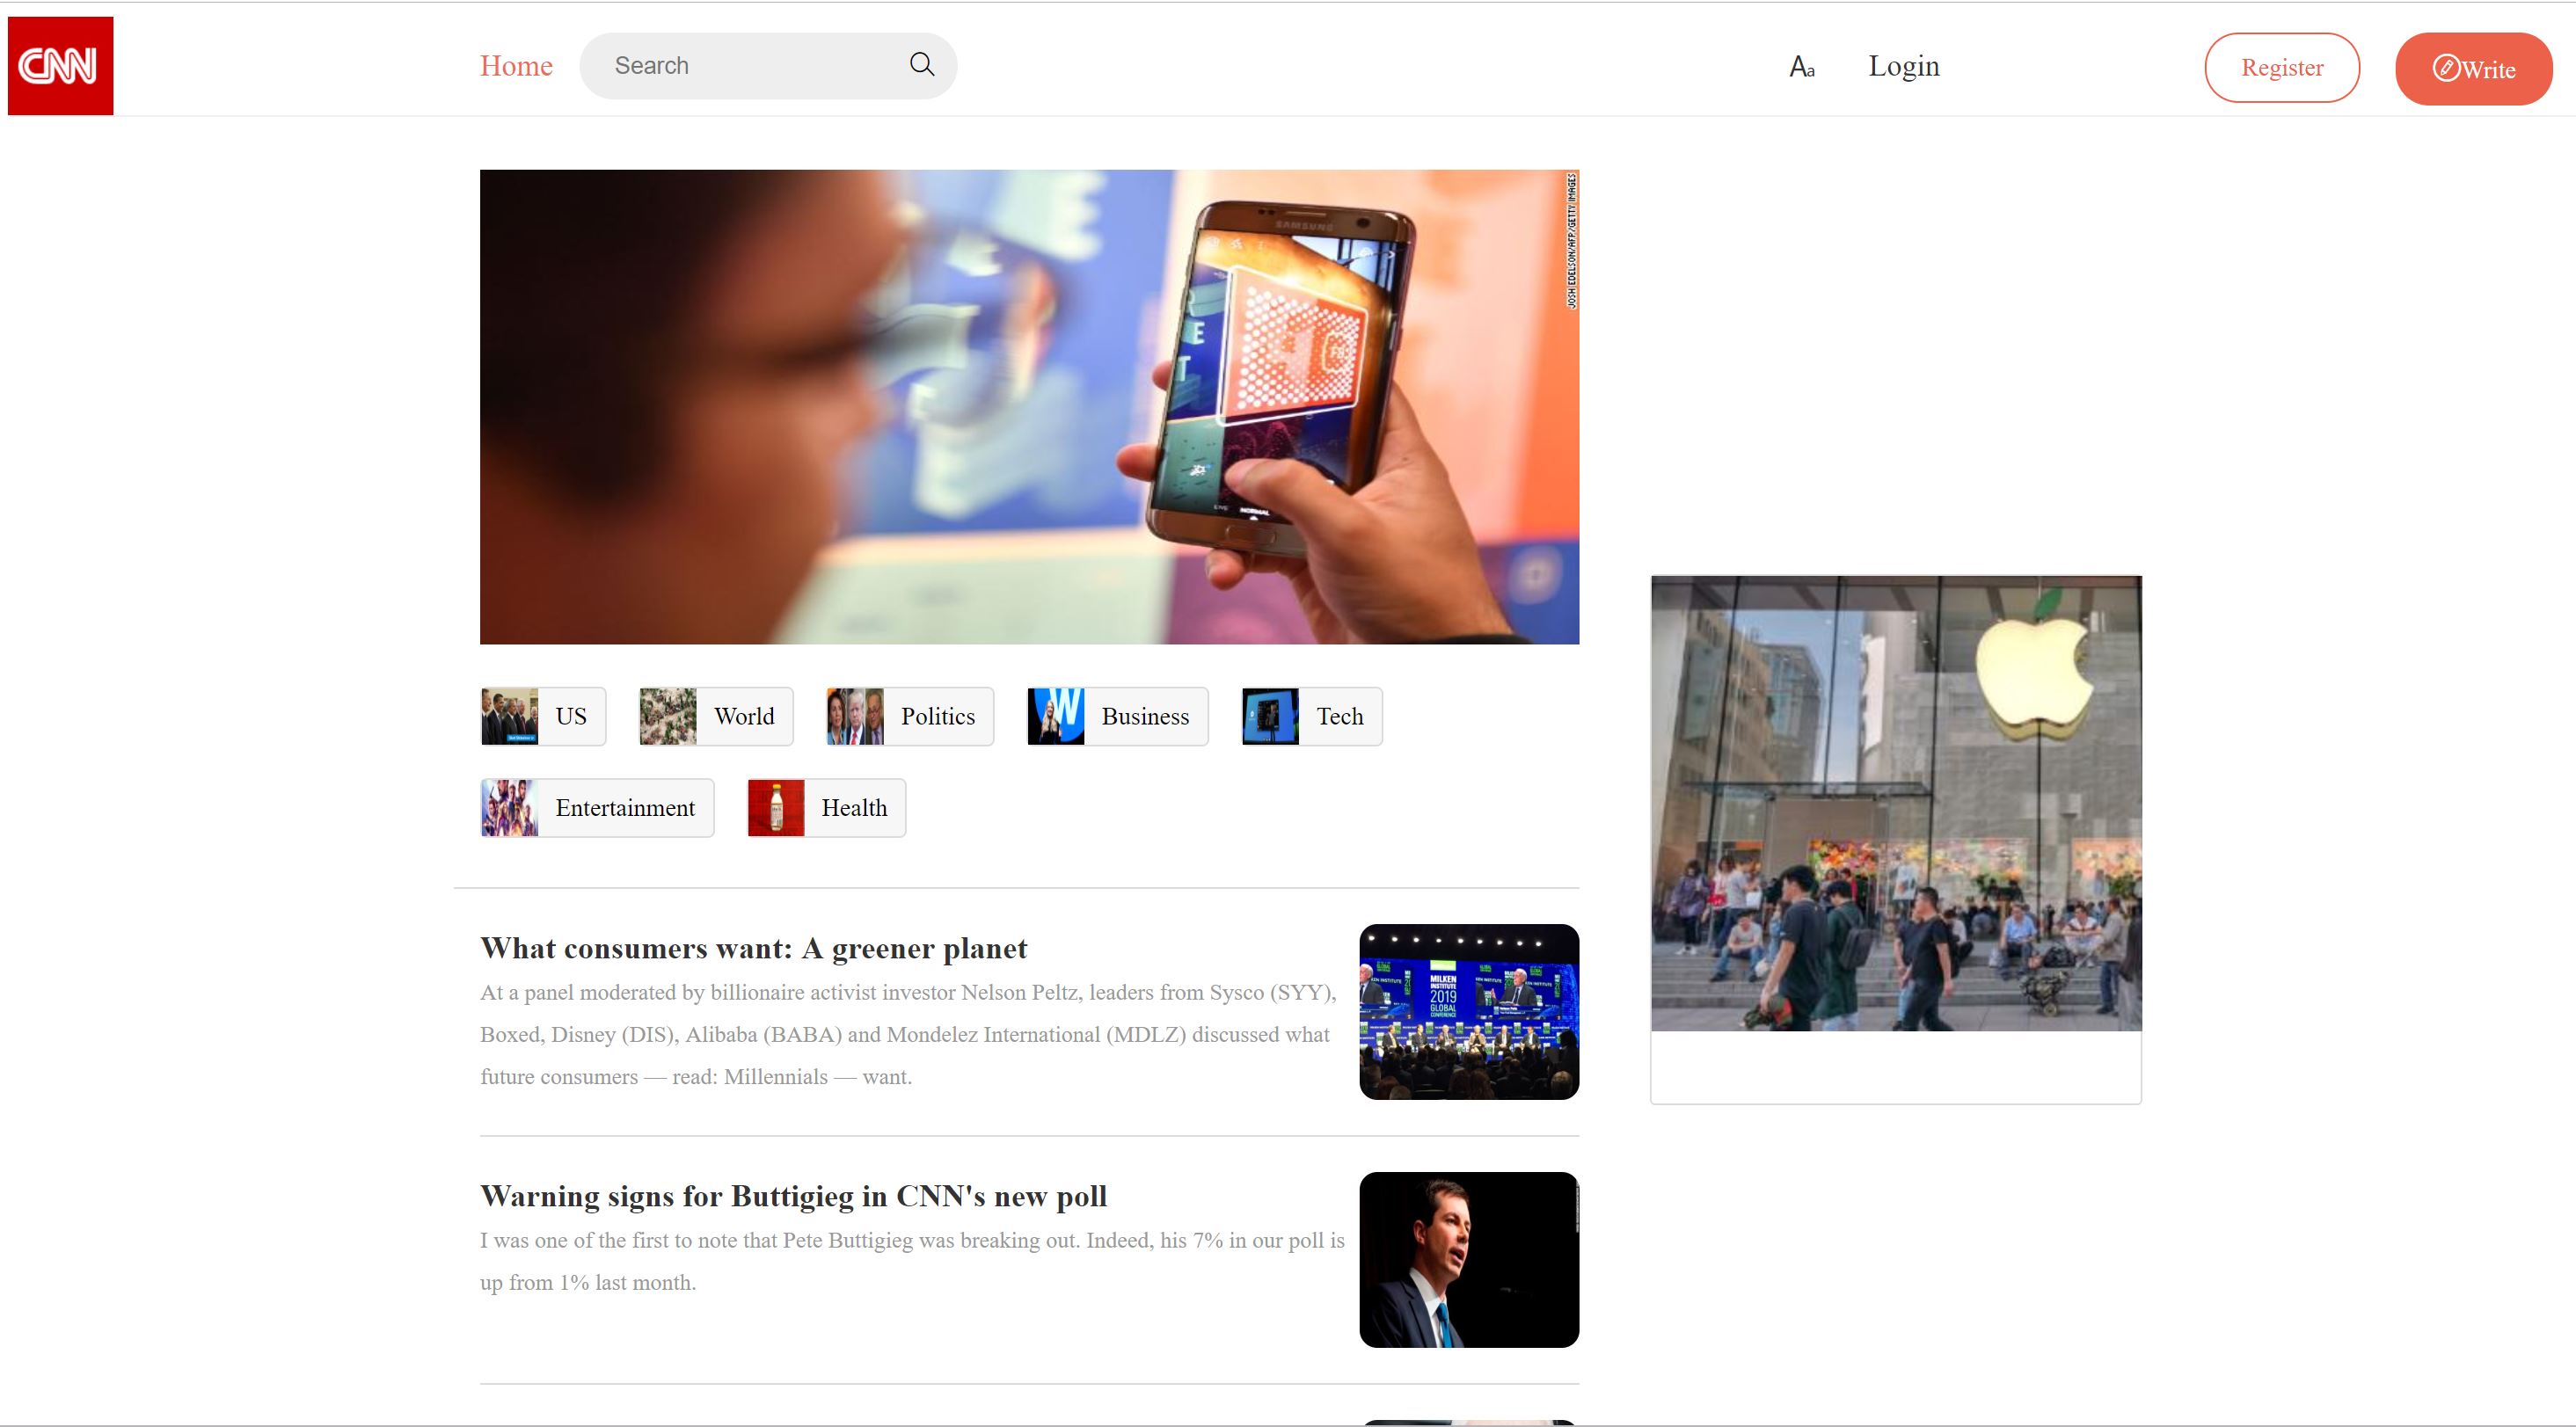 CNN
Home
Search
Aa
Login
Register
Write
JOSH EDELSON/AFP/GETTY IMAGES
SAMSUNG
NORMAL
US
World
Politics
Business
Tech
Entertainment
Health
What consumers want: A greener planet
At a panel moderated by billionaire activist investor Nelson Peltz, leaders from Sysco (SYY),
Boxed, Disney (DIS), Alibaba (BABA) and Mondelez International (MDLZ) discussed what
future consumers — read: Millennials — want.
MILKEN
INSTITUTE
2019
GLOBAL
CONFERENCE
Warning signs for Buttigieg in CNN's new poll
I was one of the first to note that Pete Buttigieg was breaking out. Indeed, his 7% in our poll is
up from 1% last month.